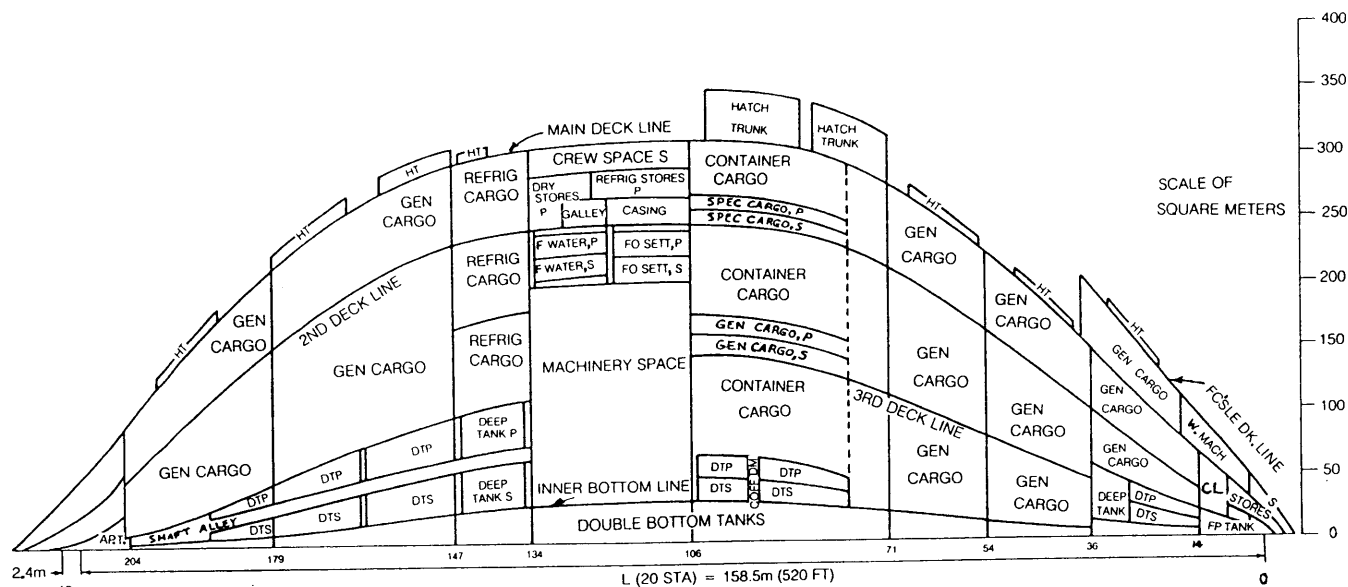 400
350
HATCH
TRUNK
HATCH
TRUNK
MAIN DECK LINE
300
HT
HT
CREW SPACE S
CONTAINER
CARGO
REFRIG
CARGO
DRY
STORES
P
REFRIG STORES
P
SCALE OF
SQUARE METERS
GEN
CARGO
HT
HT
SPEC CARGO, P
SPEC CARGO, S
GALLEY
CASING
250
GEN
CARGO
F WATER, P
FO SETT, P
F WATER, S
FO SETT, S
REFRIG
CARGO
CONTAINER
CARGO
HT
200
2ND DECK LINE
GEN
CARGO
HT
GEN
CARGO
GEN CARGO, P
GEN CARGO, S
HT
150
REFRIG
CARGO
GEN CARGO
MACHINERY SPACE
GEN
CARGO
GEN CARGO
FC'SLE DK. LINE
CONTAINER
CARGO
3RD DECK LINE
GEN
CARGO
100
GEN
CARGO
W. MACH
DEEP
TANK P
GEN
CARGO
GEN
CARGO
GEN CARGO
DTP
DTP
DTP
DTP
DTP
COFF DM
50
DEEP
TANK S
INNER BOTTOM LINE
DTS
DTS
GEN
CARGO
DEEP
TANK
DTP
DTS
CL
STORES
S
DTS
DTS
DTS
SHAFT ALLEY
DOUBLE BOTTOM TANKS
FP TANK
0
A.P.T.
204
179
147
134
106
71
54
36
14
0
2.4m
L (20 STA) = 158.5m (520 FT)